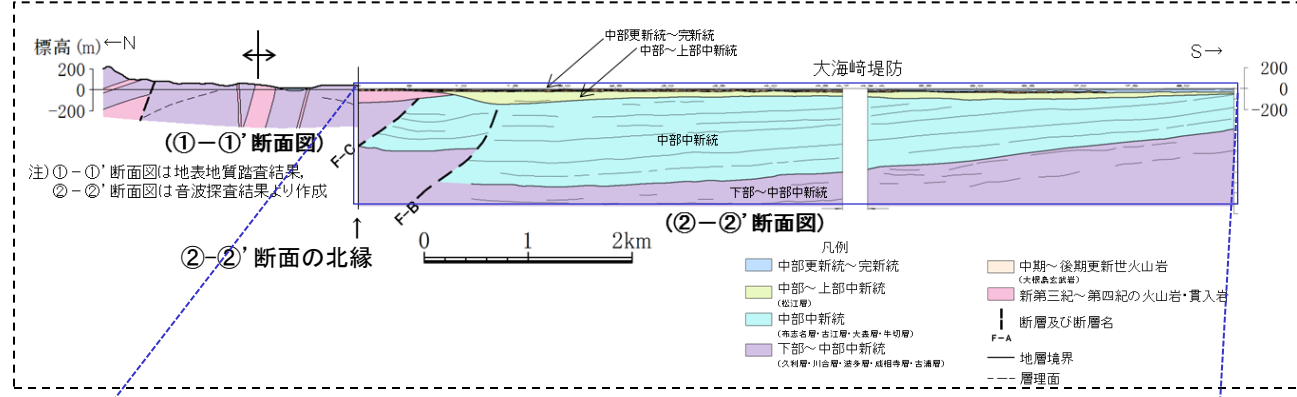 標高(m) ←N
200
0
-200
中部更新統～完新統
中部～上部中新統
大海崎堤防
S→
200
0
-200
(①-①’断面図)
注)①-①’断面図は地表地質踏査結果,
②-②’断面図は音波探査結果より作成
中部中新統
下部～中部中新統
F-C
F-B
(②-②’断面図)
②-②’断面の北縁
0 1 2km
凡例
中部更新統～完新統
中部～上部中新統
(松江層)
中部中新統
(布志名層・古江層・大森層・牛切層)
下部～中部中新統
(久利層・川合層・波多層・成相寺層・古浦層)
中期～後期更新世火山岩
(大根島玄武岩)
新第三紀～第四紀の火山岩・貫入岩
断層及び断層名
F-A
地層境界
層理面